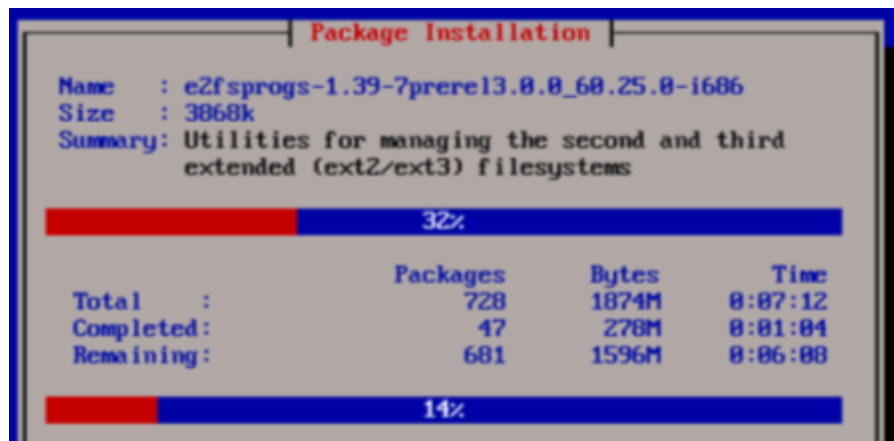 Package Installation
Name : e2fsprogs-1.39-7prerel3.0.0_60.25.0-i686
Size : 3868k
Summary: Utilities for managing the second and third
extended (ext2/ext3) filesystems
32%
Packages Bytes Time
Total : 728 1874M 0:07:12
Completed: 47 278M 0:01:04
Remaining: 681 1596M 0:06:08
14%